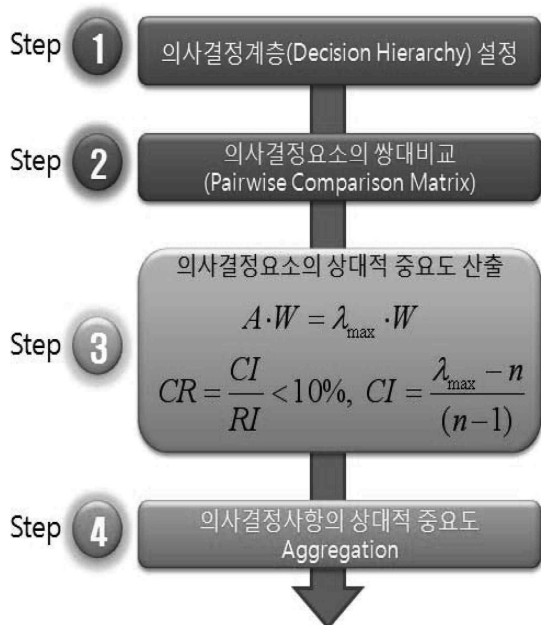 Step 1 의사결정계층(Decision Hierarchy) 설정
Step 2 의사결정요소의 쌍대비교
(Pairwise Comparison Matrix)
의사결정요소의 상대적 중요도 산출
A·W = λmax ·W
Step 3
CR = CI/RI <10%, CI = λmax − n/(n−1)
Step 4 의사결정사항의 상대적 중요도
Aggregation